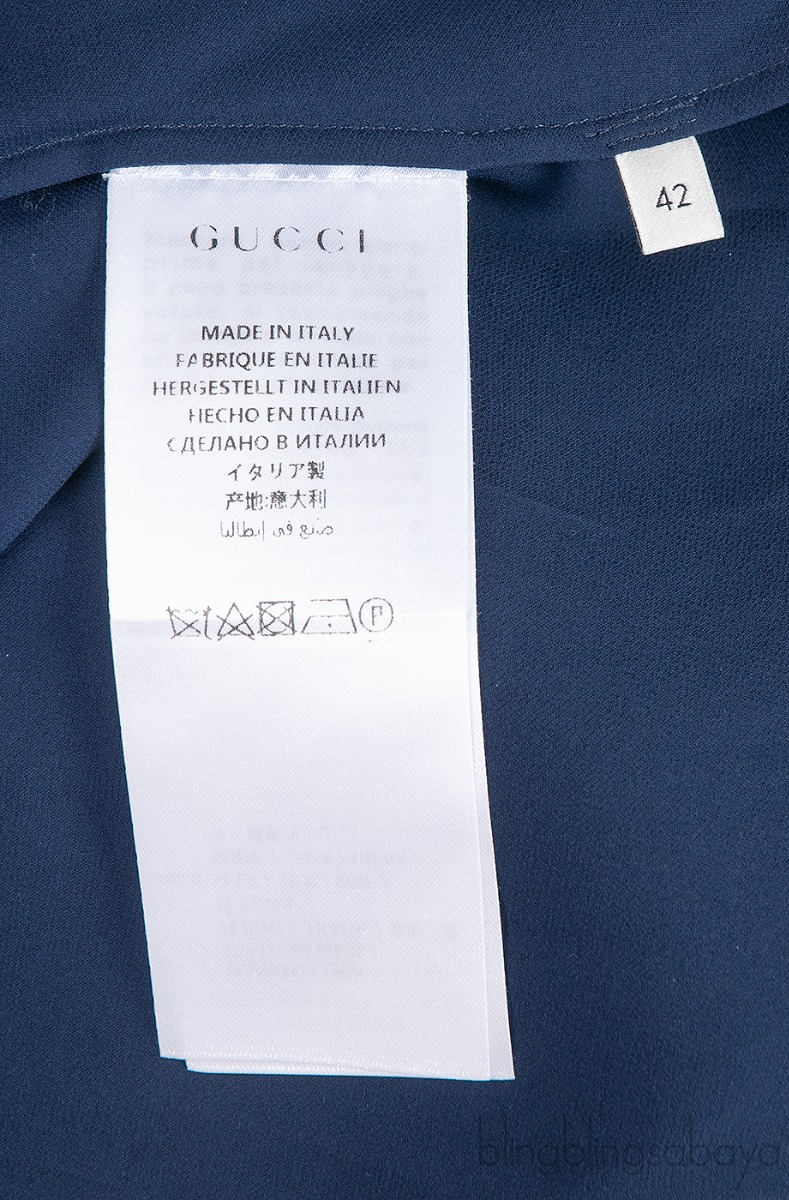 42
GUCCI
MADE IN ITALY
FABRIQUE EN ITALIE
HERGESTELLT IN ITALIEN
HECHO EN ITALIA
СДЕЛАНО В ИТАЛИИ
イタリア製
产地:意大利
صنع في إيطاليا
P
blingblingsabaya